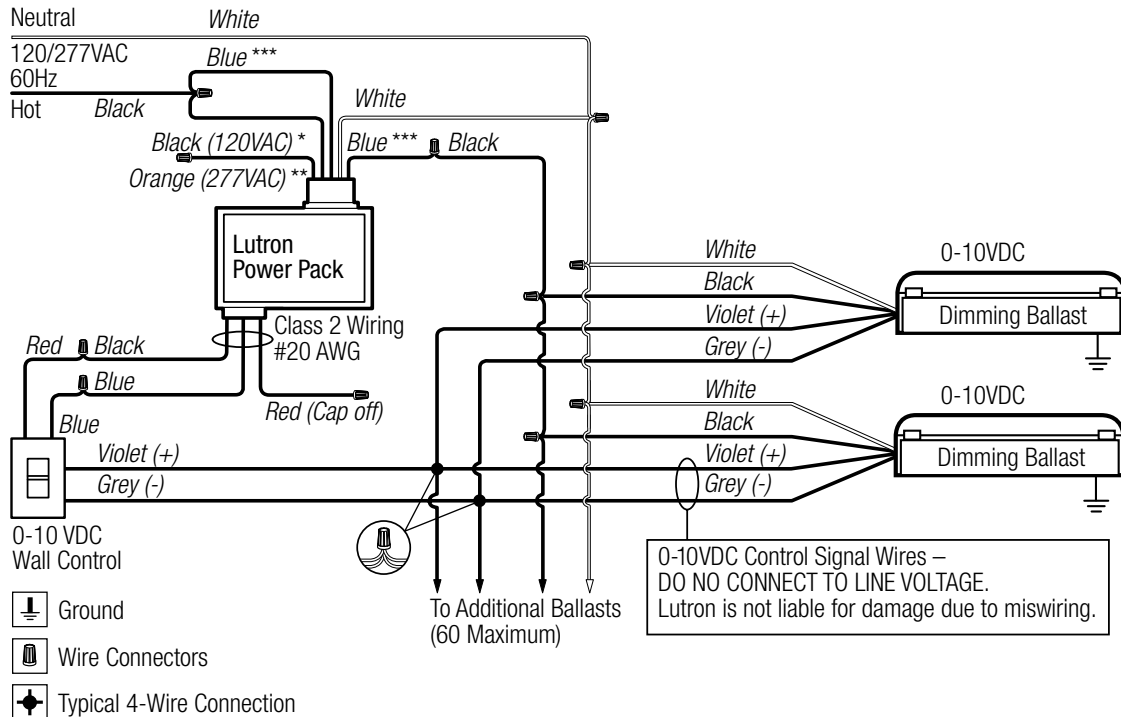 Neutral
White
120/277VAC
60Hz
Blue ***
Hot
Black
White
Black (120VAC) *
Blue ***
Black
Orange (277VAC) **
Lutron
Power Pack
White
0-10VDC
Black
Dimming Ballast
Violet (+)
Grey (-)
Class 2 Wiring
#20 AWG
Red
Black
Blue
Red (Cap off)
Blue
White
0-10VDC
Black
Dimming Ballast
Violet (+)
Grey (-)
Violet (+)
Grey (-)
0-10 VDC
Wall Control
0-10VDC Control Signal Wires –
DO NO CONNECT TO LINE VOLTAGE.
Lutron is not liable for damage due to miswiring.
To Additional Ballasts
(60 Maximum)
Ground
Wire Connectors
Typical 4-Wire Connection